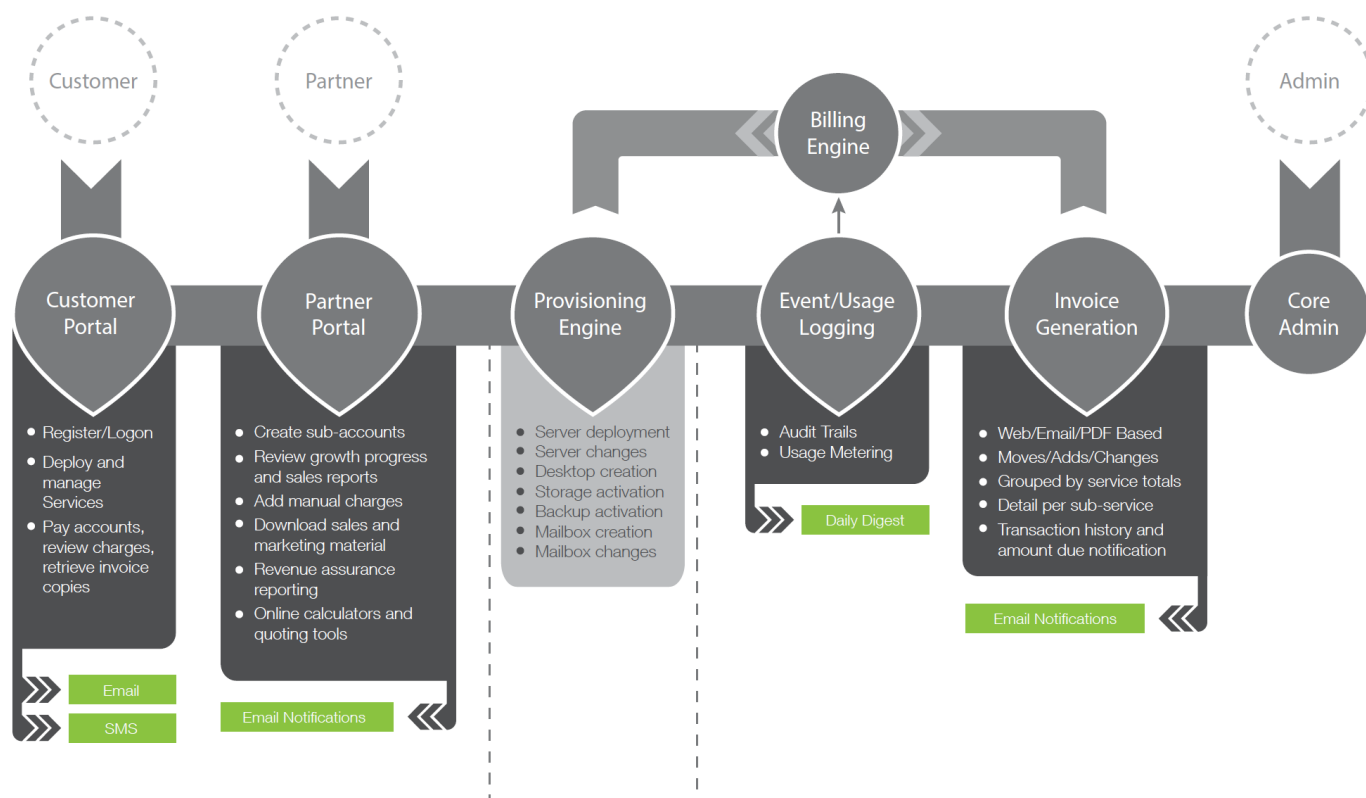 Customer
Partner
Admin
Billing
Engine
Customer
Portal
Partner
Portal
Provisioning
Engine
Event/Usage
Logging
Invoice
Generation
Core
Admin
Register/Logon
Deploy and
manage
Services
Pay accounts,
review charges,
retrieve invoice
copies
Email
SMS
Create sub-accounts
Review growth progress
and sales reports
Add manual charges
Download sales and
marketing material
Revenue assurance
reporting
Online calculators and
quoting tools
Email Notifications
Server deployment
Server changes
Desktop creation
Storage activation
Backup activation
Mailbox creation
Mailbox changes
Audit Trails
Usage Metering
Daily Digest
Web/Email/PDF Based
Moves/Adds/Changes
Grouped by service totals
Detail per sub-service
Transaction history and
amount due notification
Email Notifications